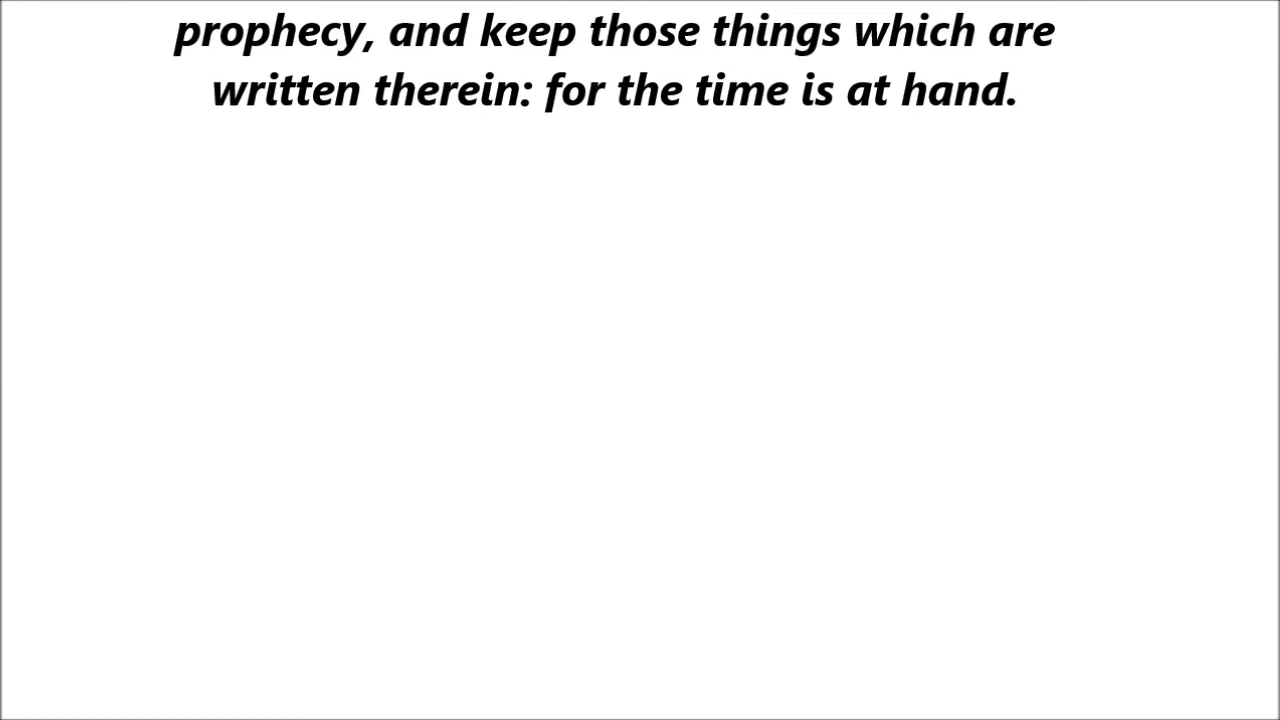 prophecy, and keep those things which are
written therein: for the time is at hand.